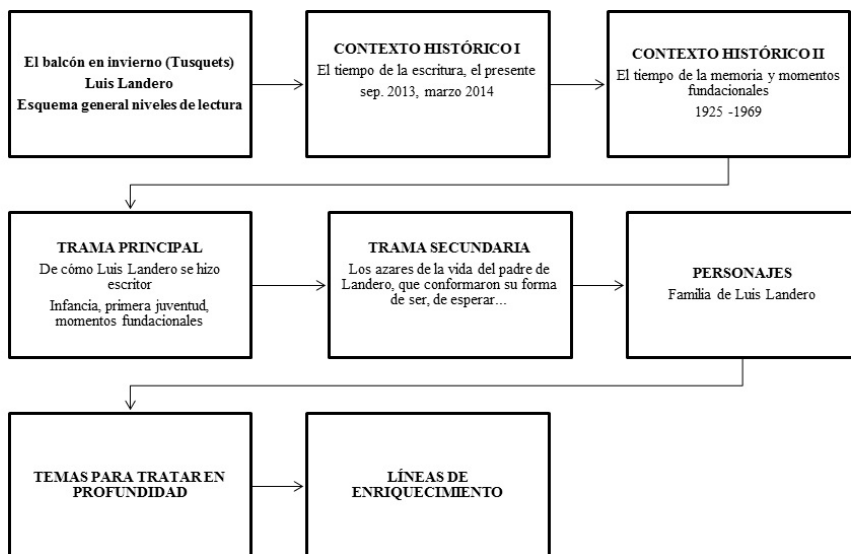 El balcón en invierno (Tusquets)
Luis Landero
Esquema general niveles de lectura
CONTEXTO HISTÓRICO I
El tiempo de la escritura, el presente
sep. 2013, marzo 2014
CONTEXTO HISTÓRICO II
El tiempo de la memoria y momentos
fundacionales
1925 -1969
TRAMA PRINCIPAL
De cómo Luis Landero se hizo
escritor
Infancia, primera juventud,
momentos fundacionales
TRAMA SECUNDARIA
Los azares de la vida del padre de
Landero, que conformaron su forma
de ser, de esperar...
PERSONAJES
Familia de Luis Landero
TEMAS PARA TRATAR EN
PROFUNDIDAD
LÍNEAS DE
ENRIQUECIMIENTO